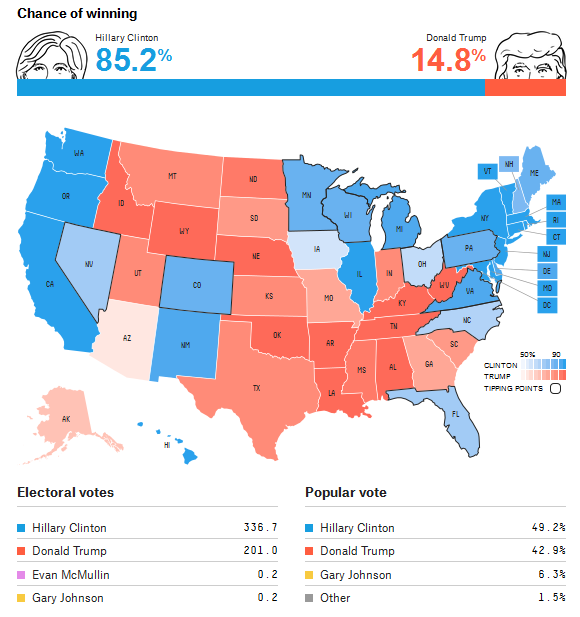 Chance of winning
Hillary Clinton
85.2%
Donald Trump
14.8%
WA
MT
ND
MN
VT
NH
ME
OR
ID
SD
WI
MI
NY
MA
RI
CT
WY
IA
NV
NE
PA
NJ
UT
CO
IL
IN
OH
WV
VA
DE
MD
DC
CA
KS
MO
KY
NC
AZ
NM
OK
AR
TN
SC
TX
LA
MS
AL
GA
FL
AK
HI
50% 90
CLINTON
TRUMP
TIPPING POINTS
Electoral votes
Hillary Clinton 336.7
Donald Trump 201.0
Evan McMullin 0.2
Gary Johnson 0.2
Popular vote
Hillary Clinton 49.2%
Donald Trump 42.9%
Gary Johnson 6.3%
Other 1.5%